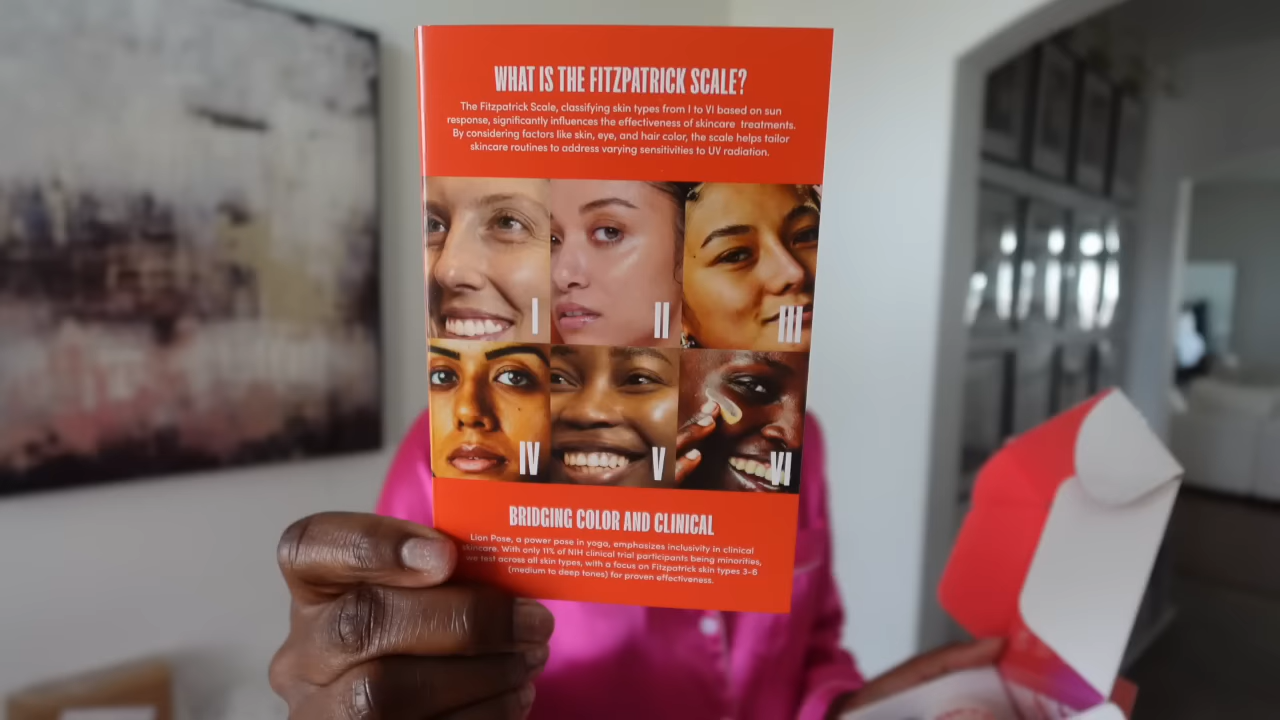 WHAT IS THE FITZPATRICK SCALE?
The Fitzpatrick Scale, classifying skin types from I to VI based on sun
response, significantly influences the effectiveness of skincare treatments.
By considering factors like skin, eye, and hair color, the scale helps tailor
skincare routines to address varying sensitivities to UV radiation.
I
II
III
IV
V
VI
BRIDGING COLOR AND CLINICAL
Lion Pose, a power pose in yoga, emphasizes inclusivity in clinical
skincare. With only 11% of NIH clinical trial participants being minorities,
we test across all skin types, with a focus on Fitzpatrick skin types 3-6
(medium to deep tones) for proven effectiveness.